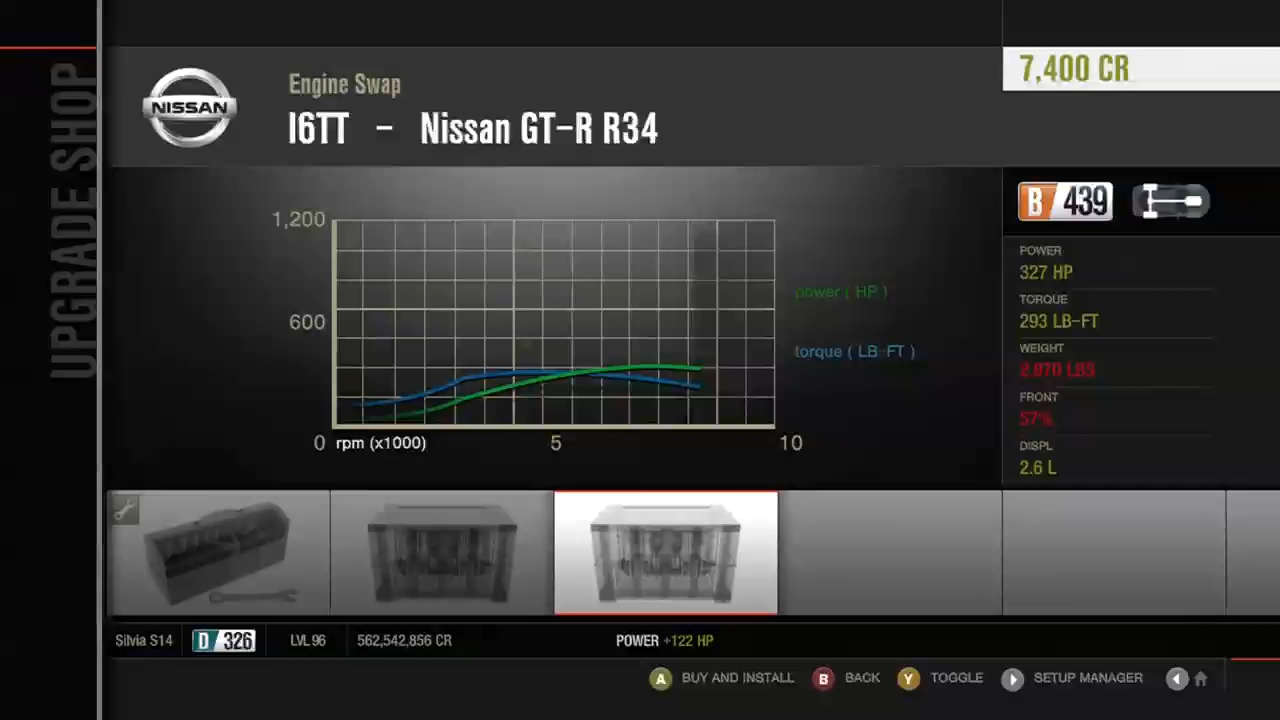 UPGRADE SHOP
NISSAN
Engine Swap
I6TT - Nissan GT-R R34
7,400 CR
B 439
POWER
327 HP
TORQUE
293 LB-FT
WEIGHT
2,870 LBS
FRONT
57%
DISPL
2.6 L
1,200
600
0 rpm (x1000) 5 10
power ( HP )
torque ( LB-FT )
Silvia S14 D 326 LVL 96 562,542,856 CR POWER +122 HP
A BUY AND INSTALL B BACK Y TOGGLE SETUP MANAGER